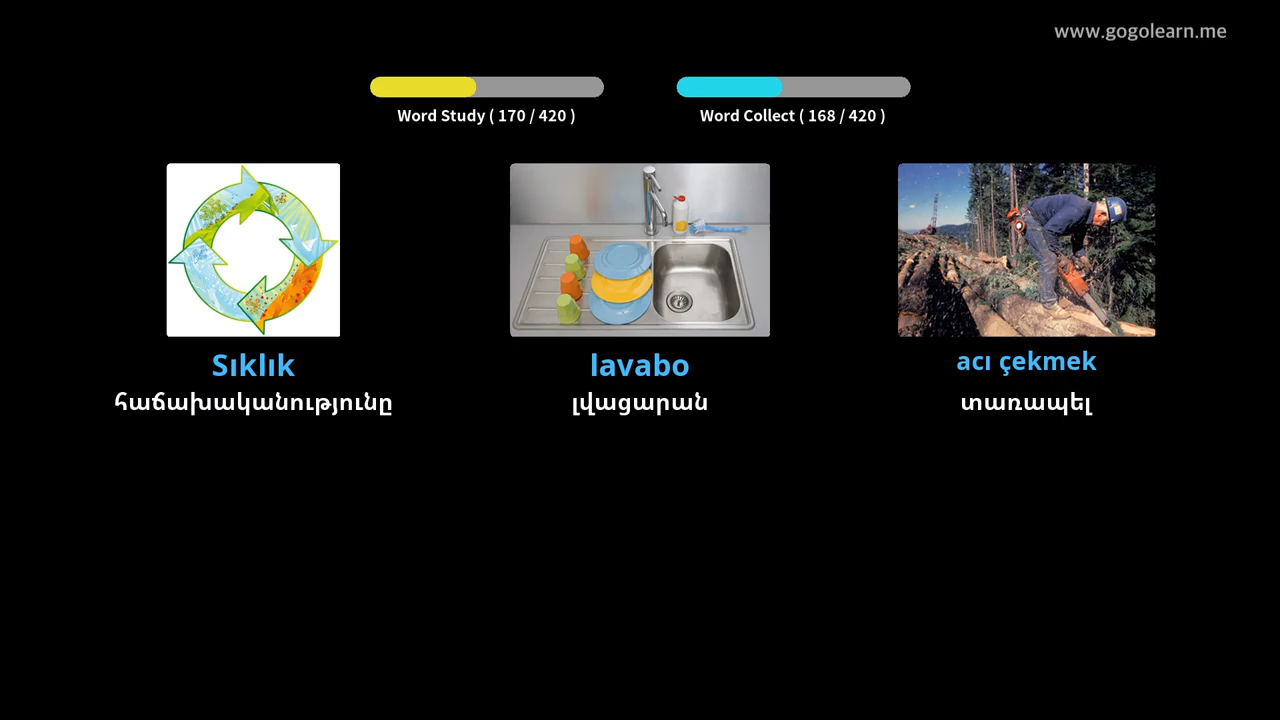 www.gogolearn.me
Word Study ( 170 / 420 )
Word Collect ( 168 / 420 )
Sıklık
lavabo
acı çekmek
հաճախականությունը
լվացարան
տառապել